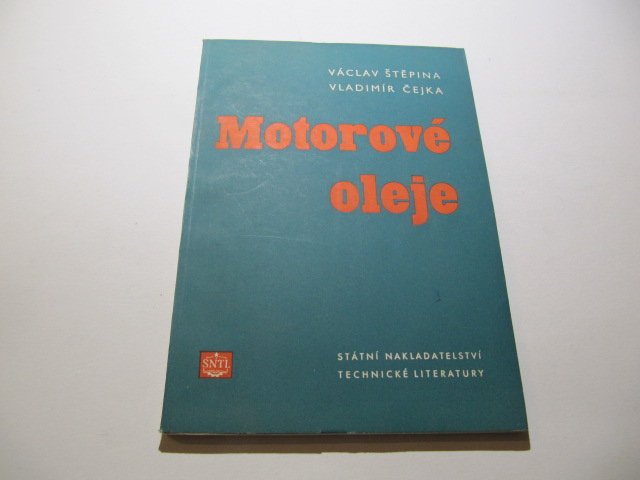 VÁCLAV ŠTĚPINA
VLADIMÍR ČEJKA
Motorové
oleje
SNTL
STÁTNÍ NAKLADATELSTVÍ
TECHNICKÉ LITERATURY